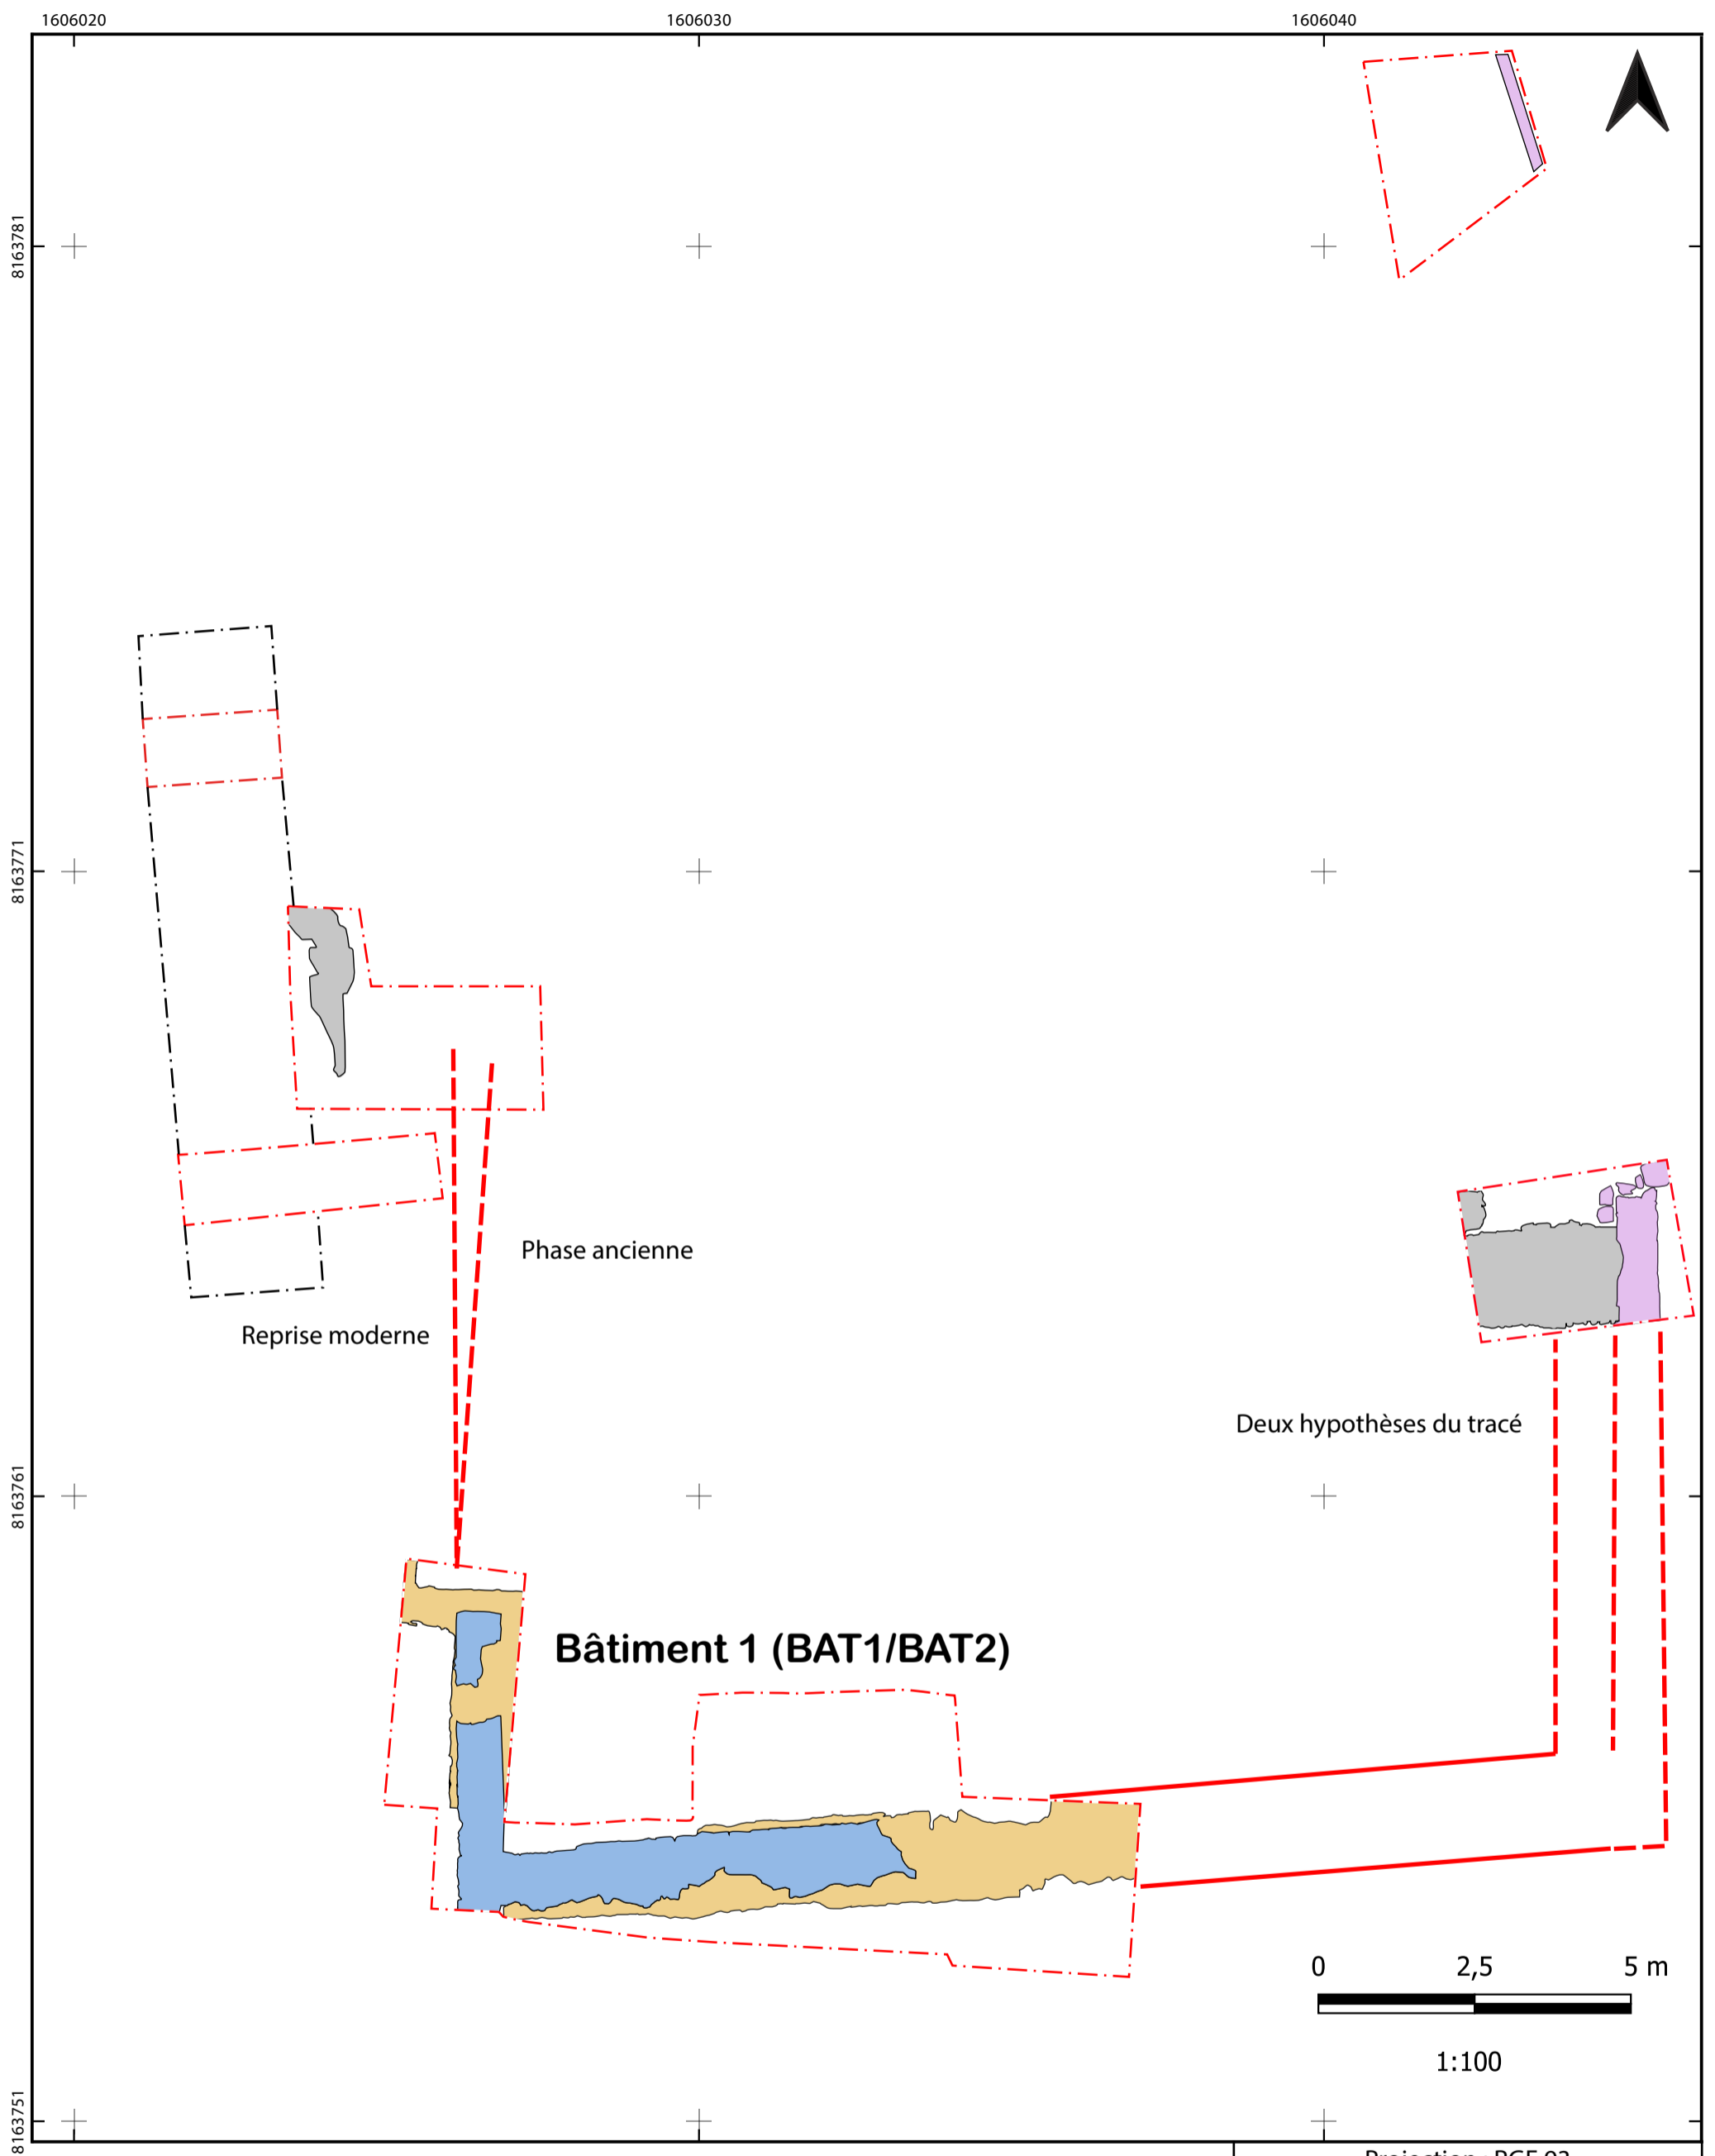 1606020 1606030 1606040
8163781
8163771
Phase ancienne
Reprise moderne
Deux hypothèses du tracé
8163761
Bâtiment 1 (BAT1/BAT2)
0 2,5 5 m
1:100
8163751